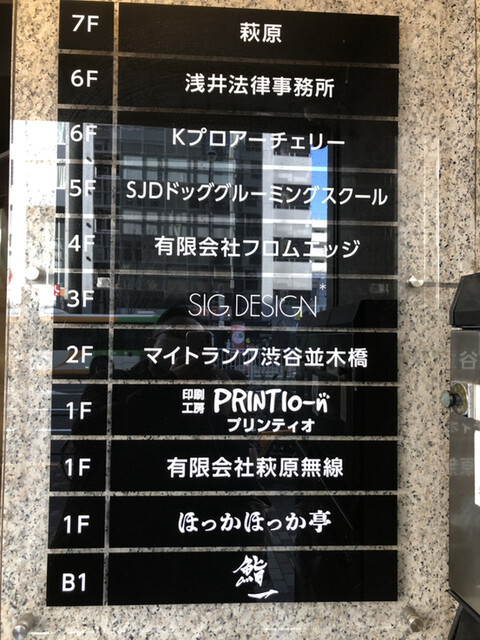 7F 萩原
6F 浅井法律事務所
6F Kプロアーチェリー
5F SJDドッググルーミングスクール
4F 有限会社フロムエッジ
3F SIG. DESIGN*
2F マイトランク渋谷並木橋
1F 印刷工房 PRINTIO-ñ
プリンティオ
1F 有限会社萩原無線
1F ほっかほっか亭
B1 鮨一